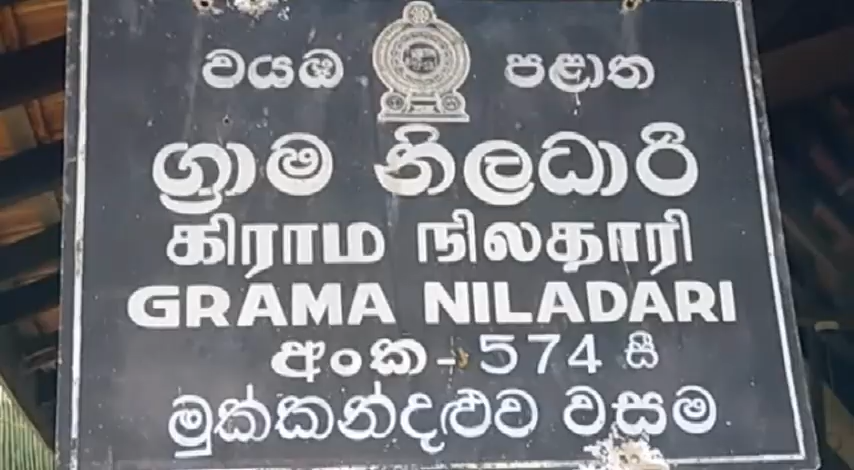 වයඹ පළාත
ග්‍රාම නිලධාරි
கிராம நிலதாரி
GRAMA NILADARI
අංක - 574 සී
මුක්කන්දළුව වසම